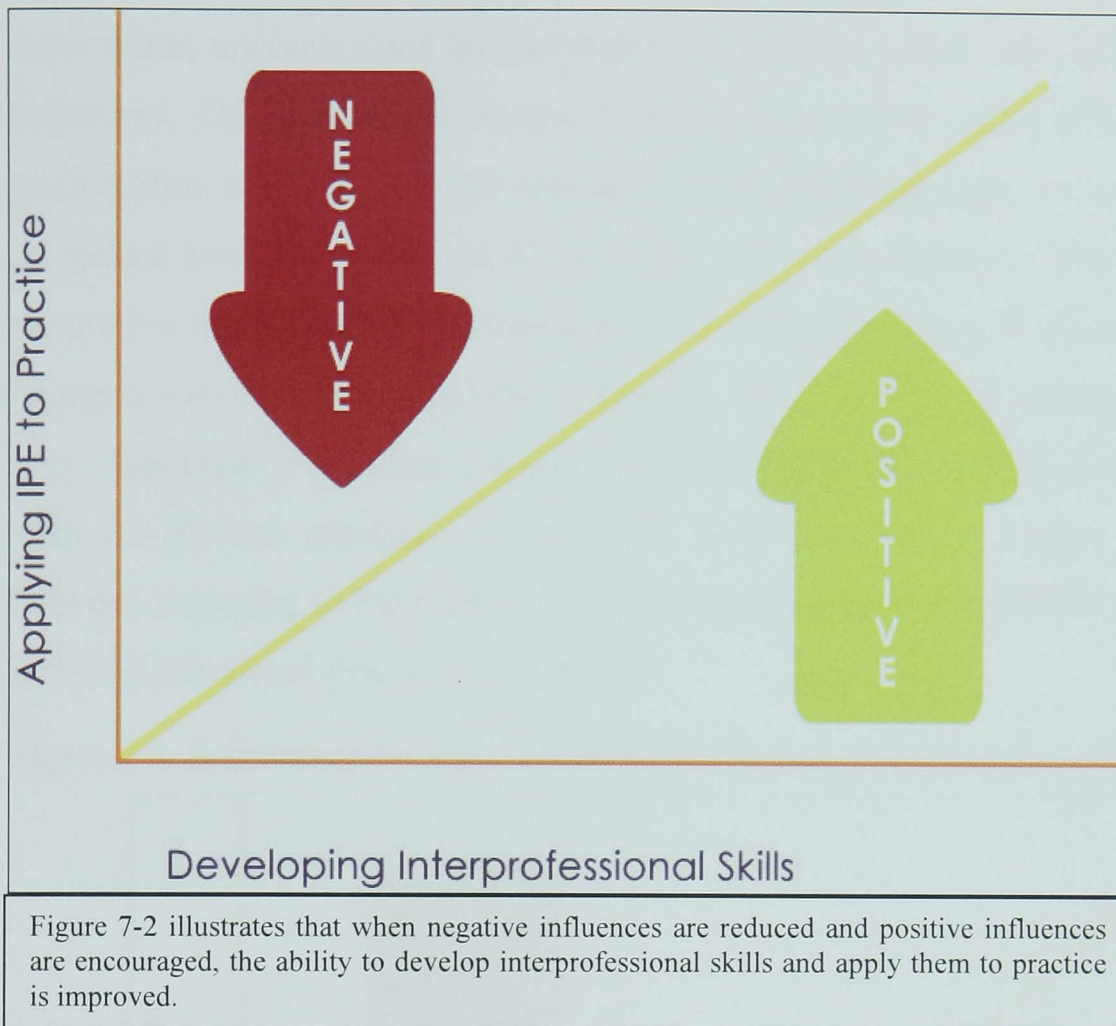 NEGATIVE
POSITIVE
Applying IPE to Practice
Developing Interprofessional Skills
Figure 7-2 illustrates that when negative influences are reduced and positive influences
are encouraged, the ability to develop interprofessional skills and apply them to practice
is improved.